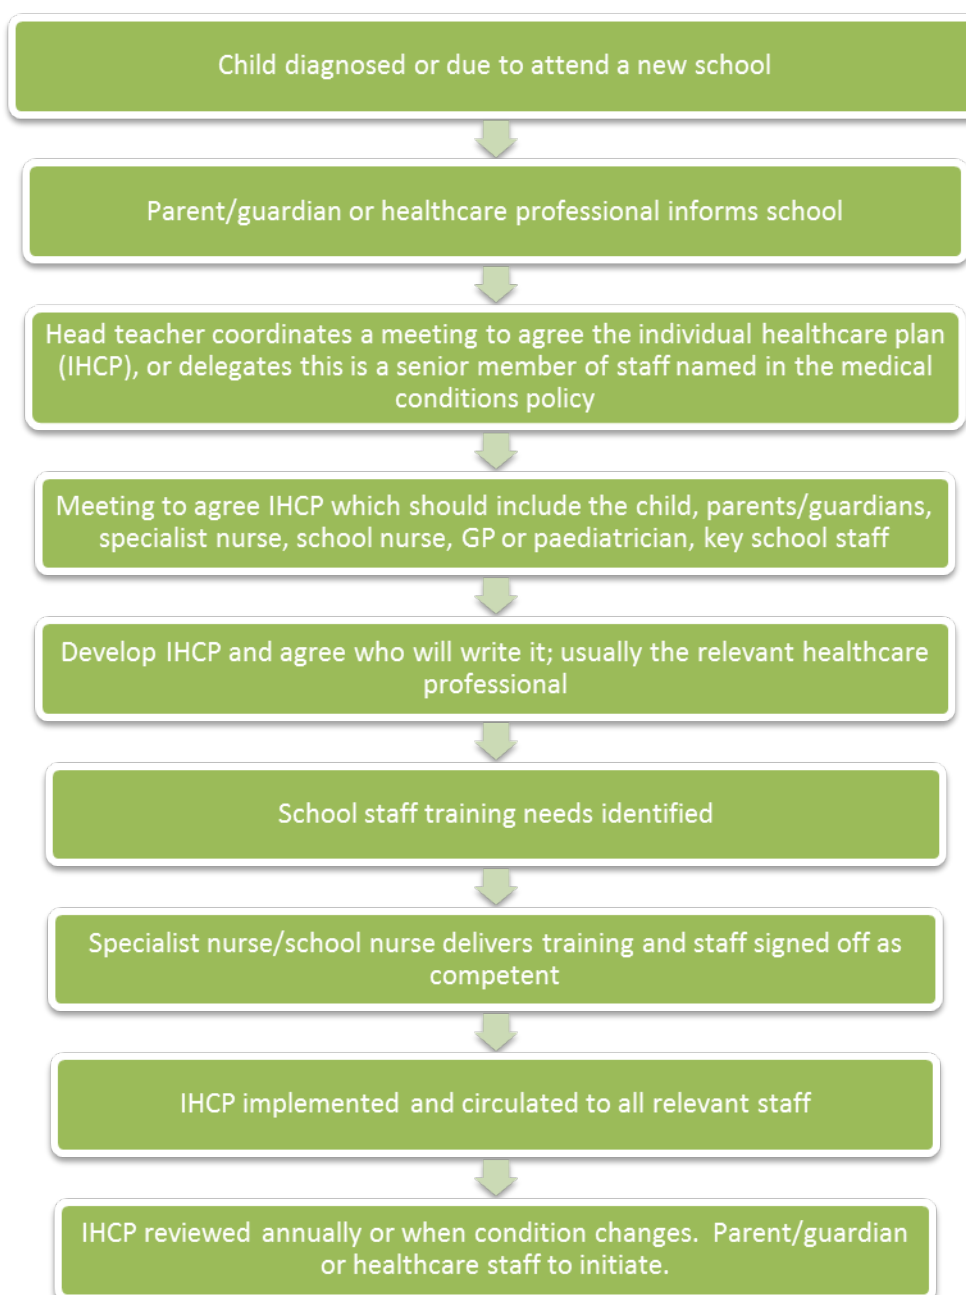 Child diagnosed or due to attend a new school
Parent/guardian or healthcare professional informs school
Head teacher coordinates a meeting to agree the individual healthcare plan
(IHCP), or delegates this is a senior member of staff named in the medical
conditions policy
Meeting to agree IHCP which should include the child, parents/guardians,
specialist nurse, school nurse, GP or paediatrician, key school staff
Develop IHCP and agree who will write it; usually the relevant healthcare
professional
School staff training needs identified
Specialist nurse/school nurse delivers training and staff signed off as
competent
IHCP implemented and circulated to all relevant staff
IHCP reviewed annually or when condition changes. Parent/guardian
or healthcare staff to initiate.